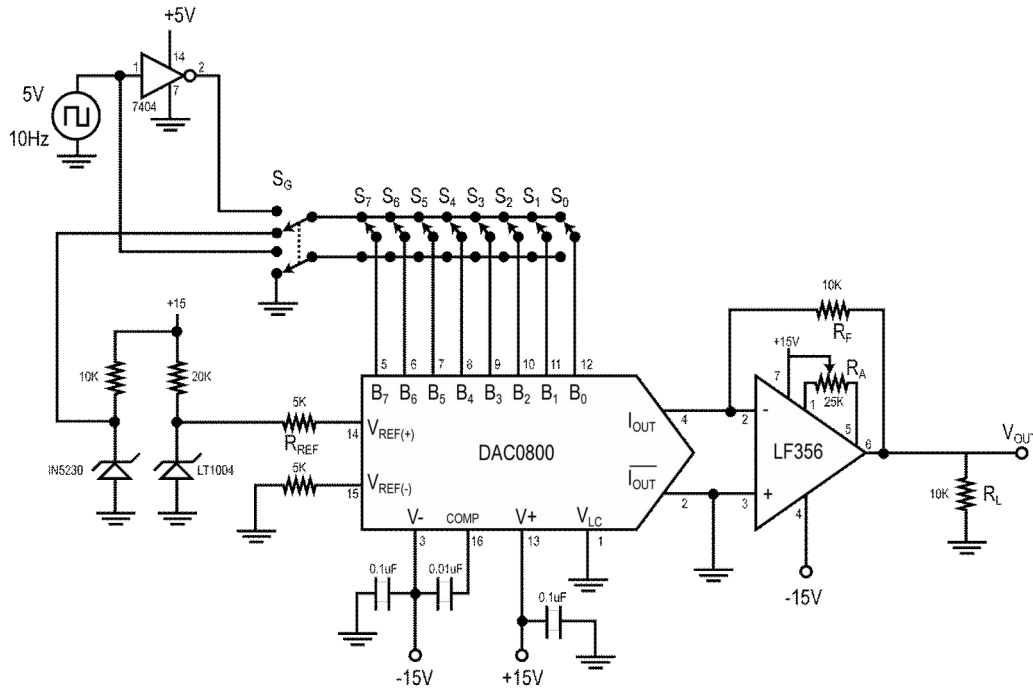 +5V
14
1
2
7
7404
5V
10Hz
S_G
S_7 S_6 S_5 S_4 S_3 S_2 S_1 S_0
+15
10K
20K
IN5230
LT1004
5K
R_REF
14
5K
15
5 6 7 8 9 10 11 12
B_7 B_6 B_5 B_4 B_3 B_2 B_1 B_0
V_REF(+)
V_REF(-)
DAC0800
I_OUT
I_OUT
4
2
V- COMP V+ V_LC
3 16 13 1
0.1uF
0.01uF
0.1uF
-15V
+15V
10K
R_F
+15V
7
R_A
25K
1
5
2
-
6
LF356
3
+
4
-15V
V_OUT
10K
R_L